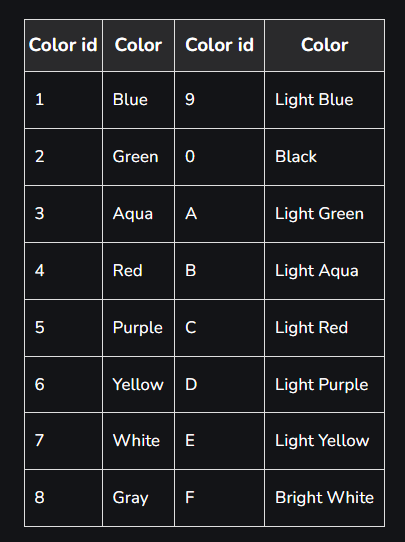 Color id Color Color id Color
1 Blue 9 Light Blue
2 Green 0 Black
3 Aqua A Light Green
4 Red B Light Aqua
5 Purple C Light Red
6 Yellow D Light Purple
7 White E Light Yellow
8 Gray F Bright White